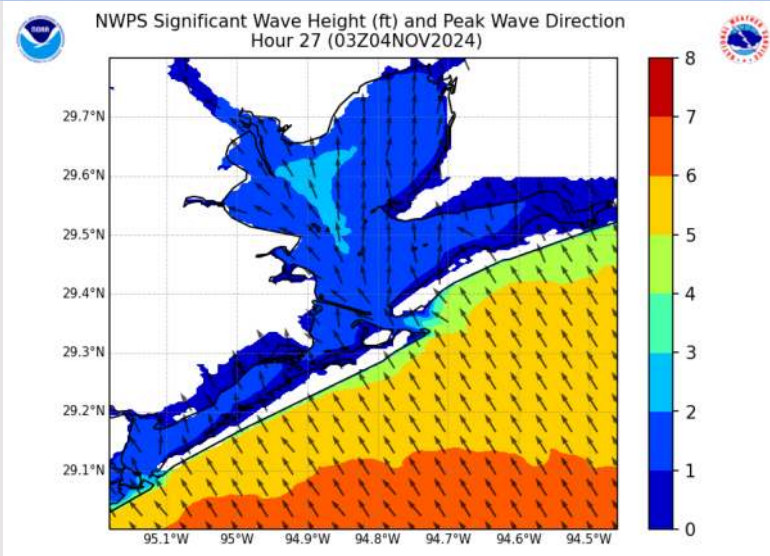 NWPS Significant Wave Height (ft) and Peak Wave Direction
Hour 27 (03Z04NOV2024)
NOAA
8
7
6
5
4
3
2
1
0
29.7°N
29.6°N
29.5°N
29.4°N
29.3°N
29.2°N
29.1°N
95.1°W 95°W 94.9°W 94.8°W 94.7°W 94.6°W 94.5°W